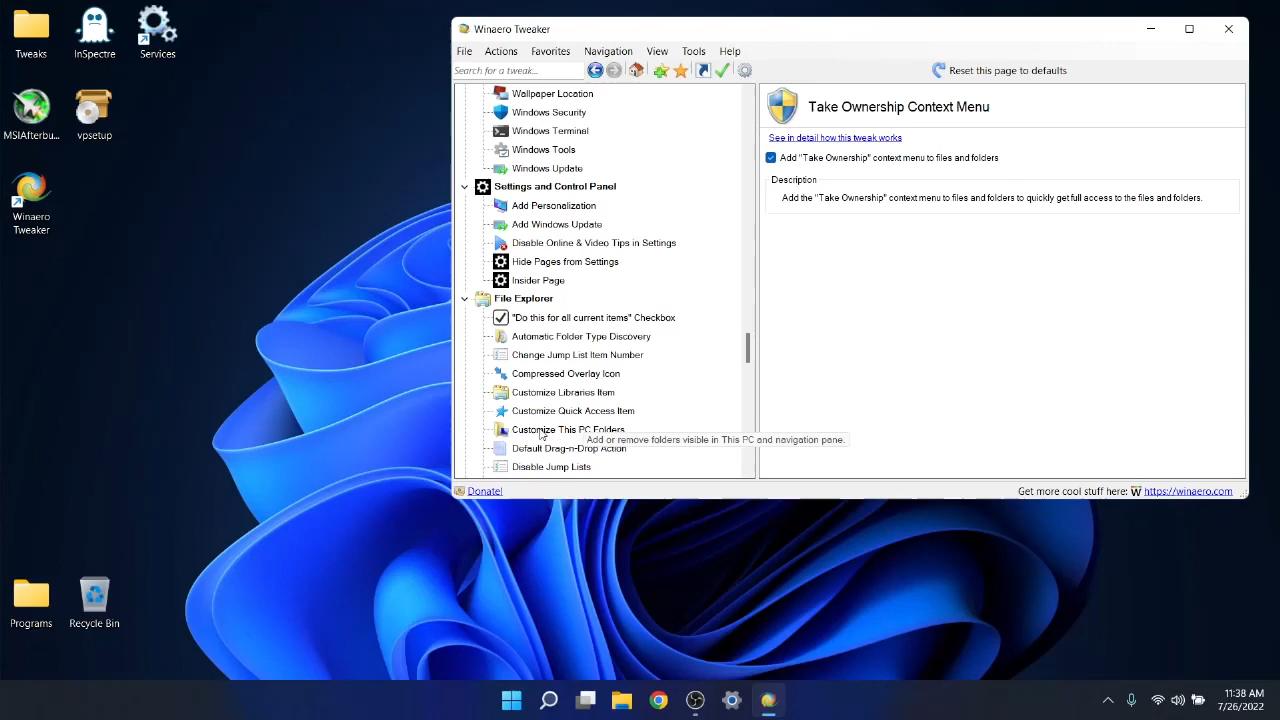 Tweaks
InSpectre
Services
MSIAfterbu...
vpsetup
Winaero
Tweaker
Programs
Recycle Bin
Winaero Tweaker
File Actions Favorites Navigation View Tools Help
Search for a tweak...
Reset this page to defaults
Wallpaper Location
Windows Security
Windows Terminal
Windows Tools
Windows Update
Settings and Control Panel
Add Personalization
Add Windows Update
Disable Online & Video Tips in Settings
Hide Pages from Settings
Insider Page
File Explorer
"Do this for all current items" Checkbox
Automatic Folder Type Discovery
Change Jump List Item Number
Compressed Overlay Icon
Customize Libraries Item
Customize Quick Access Item
Customize This PC Folders
Add or remove folders visible in This PC and navigation pane.
Default Drag-n-Drop Action
Disable Jump Lists
Take Ownership Context Menu
See in detail how this tweak works
Add "Take Ownership" context menu to files and folders
Description
Add the "Take Ownership" context menu to files and folders to quickly get full access to the files and folders.
Donate!
Get more cool stuff here: W https://winaero.com
11:38 AM
7/26/2022